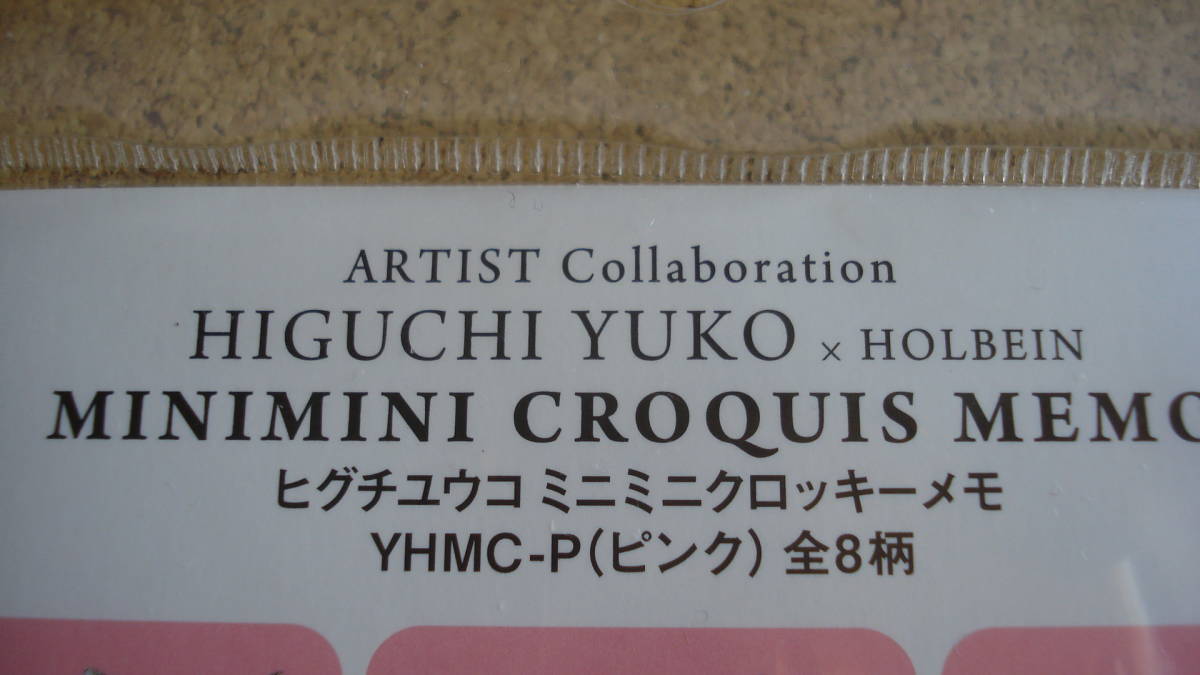 ARTIST Collaboration
HIGUCHI YUKO × HOLBEIN
MINIMINI CROQUIS MEMO
ヒグチユウコ ミニミニクロッキーメモ
YHMC-P(ピンク) 全8柄